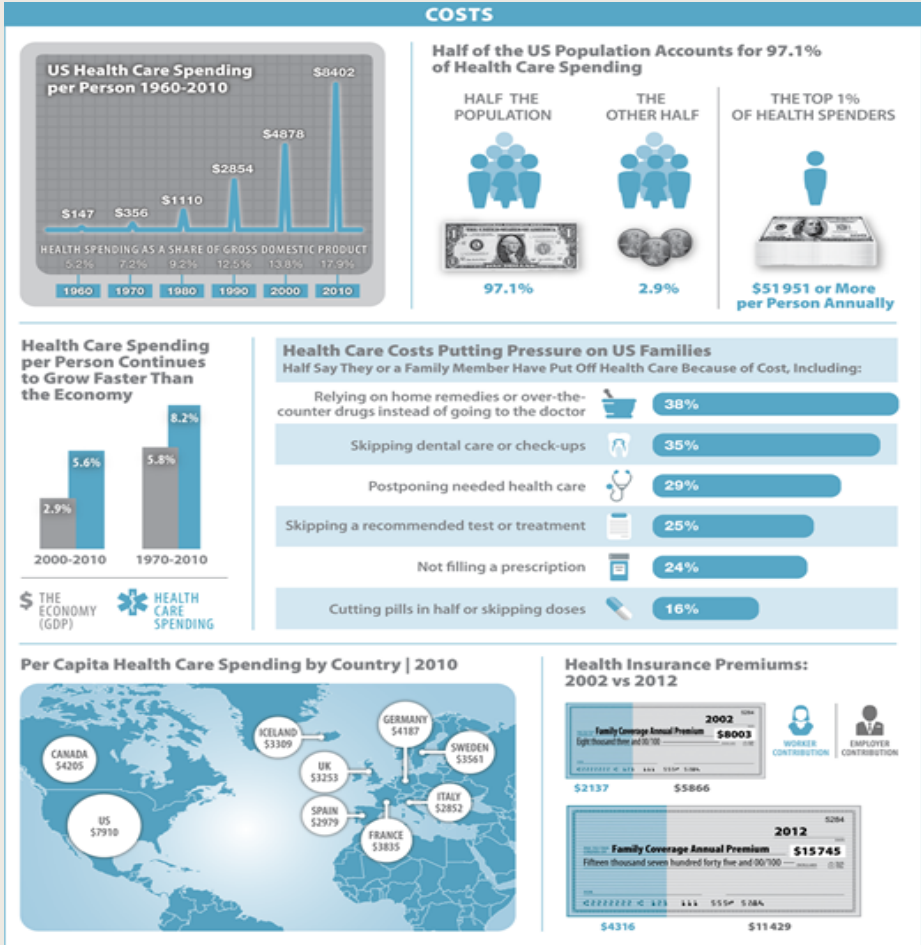 COSTS
US Health Care Spending
per Person 1960-2010
$147
$356
$1110
$2854
$4878
$8402
HEALTH SPENDING AS A SHARE OF GROSS DOMESTIC PRODUCT
5.2% 7.2% 9.2% 12.5% 13.8% 17.9%
1960 1970 1980 1990 2000 2010
Half of the US Population Accounts for 97.1%
of Health Care Spending
HALF THE
POPULATION
97.1%
THE
OTHER HALF
2.9%
THE TOP 1%
OF HEALTH SPENDERS
$51951 or More
per Person Annually
Health Care Spending
per Person Continues
to Grow Faster Than
the Economy
2.9%
5.6%
5.8%
8.2%
2000-2010
1970-2010
$ THE
ECONOMY
(GDP)
HEALTH
CARE
SPENDING
Health Care Costs Putting Pressure on US Families
Half Say They or a Family Member Have Put Off Health Care Because of Cost, Including:
Relying on home remedies or over-the-
counter drugs instead of going to the doctor
38%
Skipping dental care or check-ups
35%
Postponing needed health care
29%
Skipping a recommended test or treatment
25%
Not filling a prescription
24%
Cutting pills in half or skipping doses
16%
Per Capita Health Care Spending by Country | 2010
CANADA
$4205
US
$7910
ICELAND
$3309
UK
$3253
SPAIN
$2979
GERMANY
$4187
SWEDEN
$3561
ITALY
$2852
FRANCE
$3835
Health Insurance Premiums:
2002 vs 2012
5284
2002
Family Coverage Annual Premium $8003
Eight thousand three and 00/100
$2137
$5866
WORKER
CONTRIBUTION
EMPLOYER
CONTRIBUTION
5284
2012
Family Coverage Annual Premium $15745
Fifteen thousand seven hundred forty five and 00/100
$4316
$11429